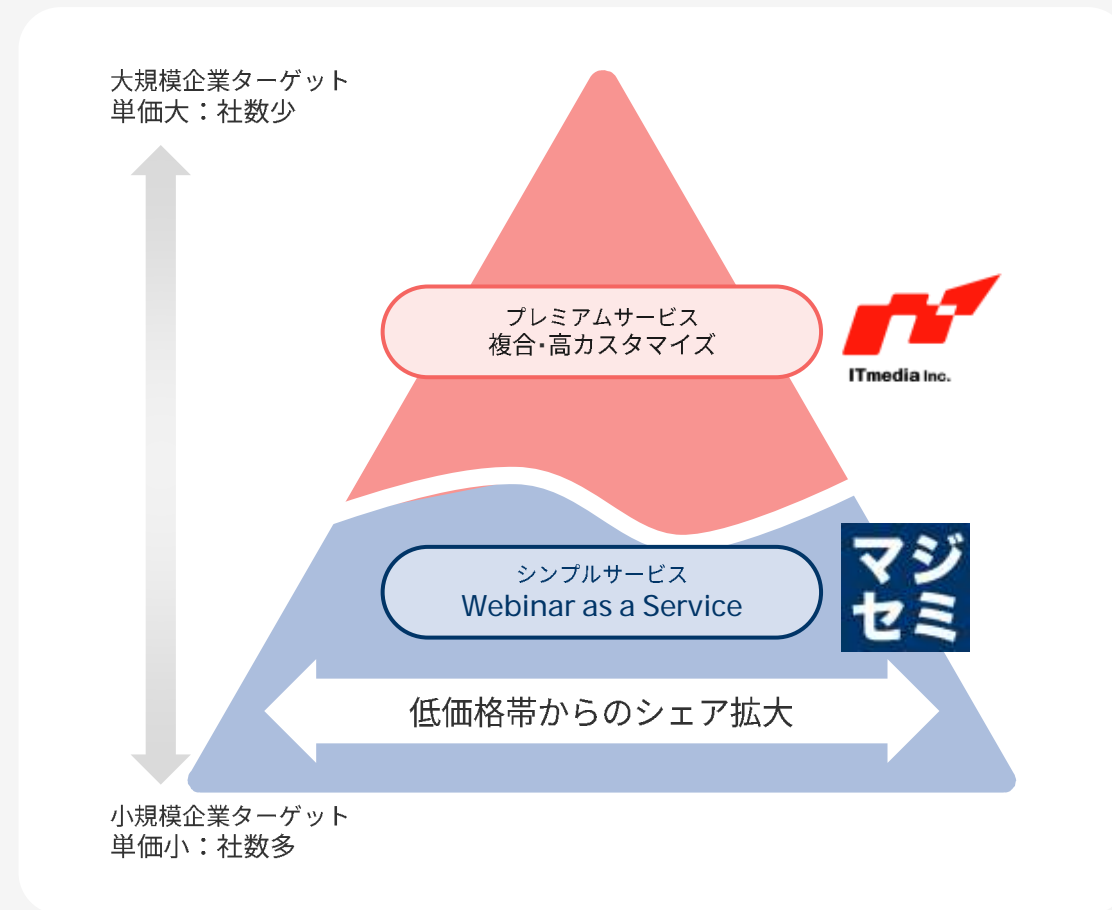 大規模企業ターゲット
単価大：社数少
プレミアムサービス
複合・高カスタマイズ
ITmedia Inc.
マジ
セミ
シンプルサービス
Webinar as a Service
低価格帯からのシェア拡大
小規模企業ターゲット
単価小：社数多